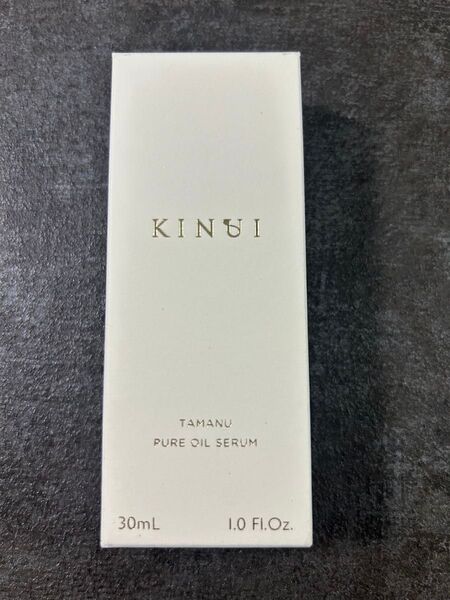 KINUI
TAMANU
PURE OIL SERUM
30mL 1.0 Fl.Oz.